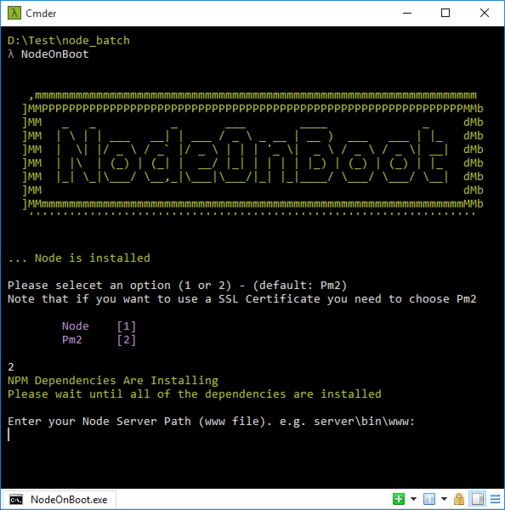 Cmder
D:\Test\node_batch
λ NodeOnBoot
NodeOnBoot
... Node is installed
Please selecet an option (1 or 2) - (default: Pm2)
Note that if you want to use a SSL Certificate you need to choose Pm2
Node [1]
Pm2 [2]
2
NPM Dependencies Are Installing
Please wait until all of the dependencies are installed
Enter your Node Server Path (www file). e.g. server\bin\www:
NodeOnBoot.exe